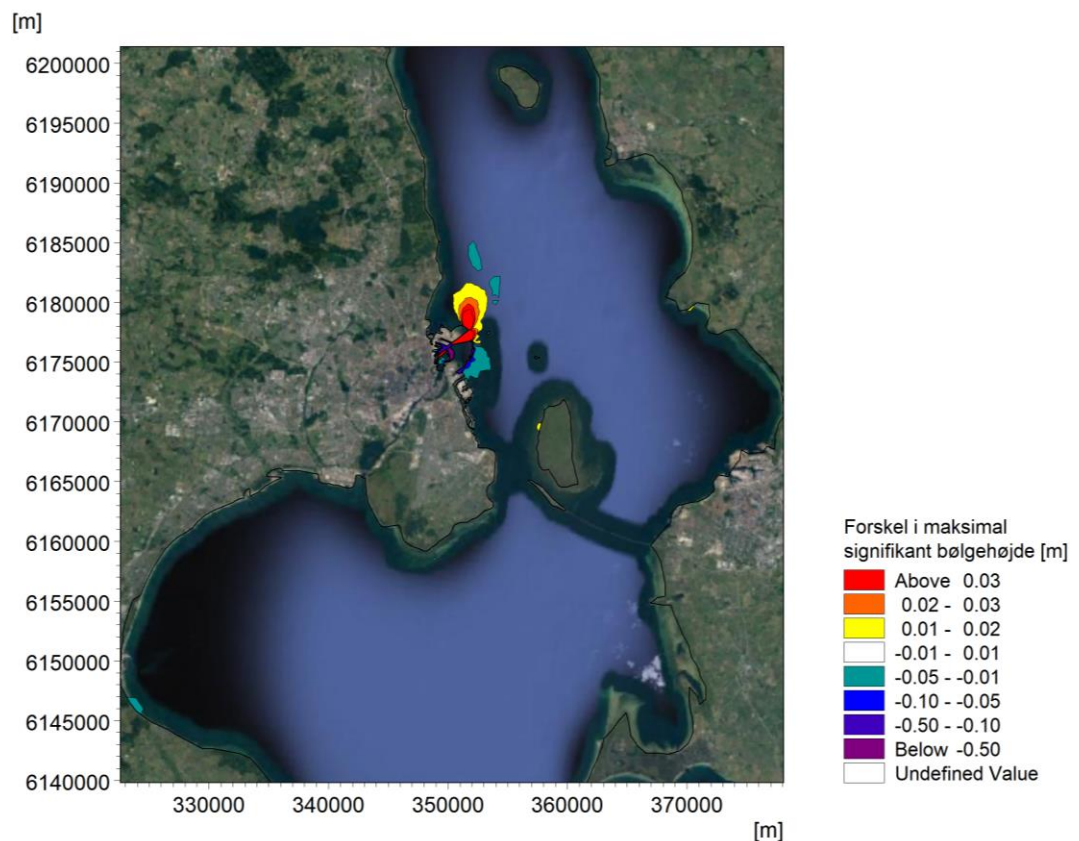 [m]
6200000
6195000
6190000
6185000
6180000
6175000
6170000
6165000
6160000
6155000
6150000
6145000
6140000
330000 340000 350000 360000 370000
[m]
Forskel i maksimal
signifikant bølgehøjde [m]
Above 0.03
0.02 - 0.03
0.01 - 0.02
-0.01 - 0.01
-0.05 - -0.01
-0.10 - -0.05
-0.50 - -0.10
Below -0.50
Undefined Value